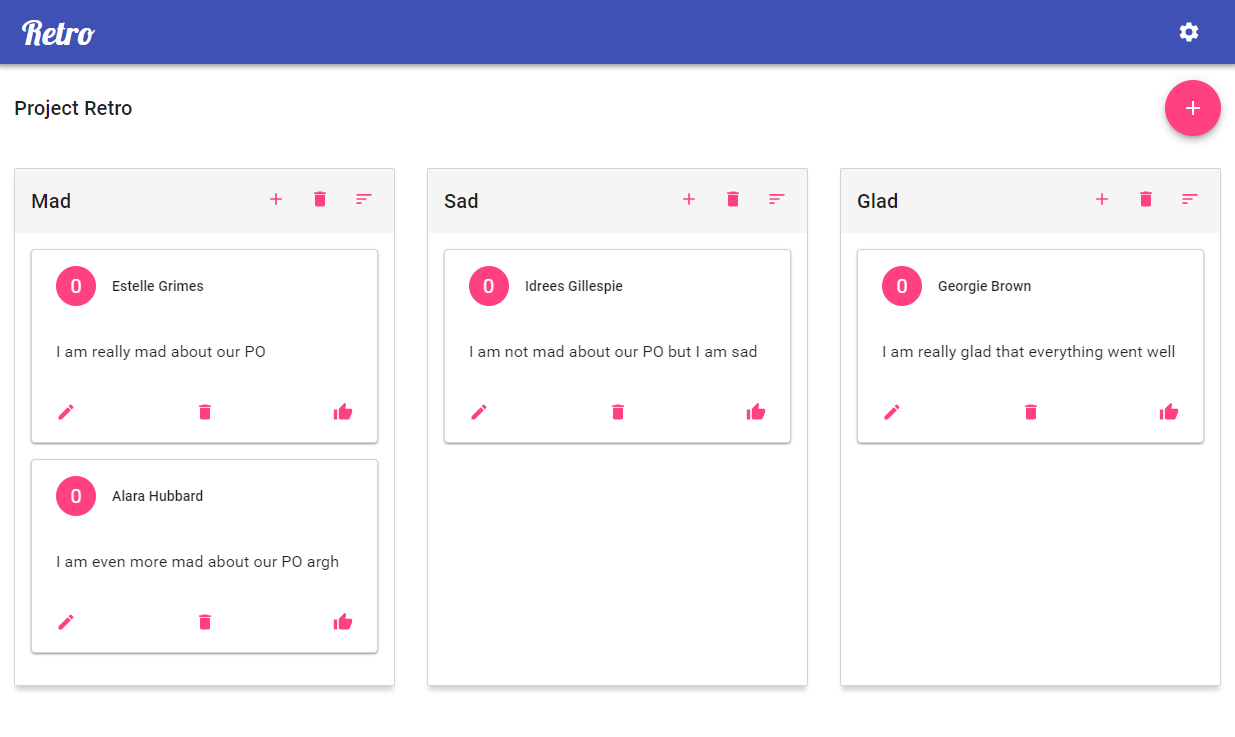 Retro
Project Retro
Mad
0 Estelle Grimes
I am really mad about our PO
0 Alara Hubbard
I am even more mad about our PO argh
Sad
0 Idrees Gillespie
I am not mad about our PO but I am sad
Glad
0 Georgie Brown
I am really glad that everything went well